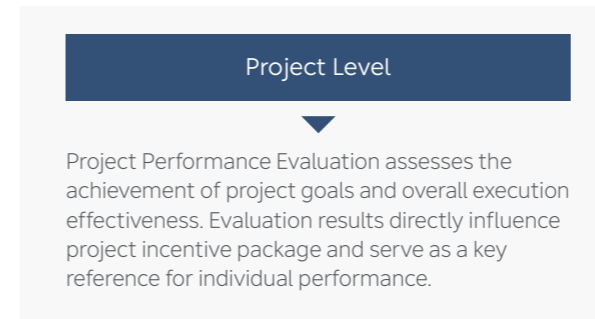 Project Level
Project Performance Evaluation assesses the
achievement of project goals and overall execution
effectiveness. Evaluation results directly influence
project incentive package and serve as a key
reference for individual performance.